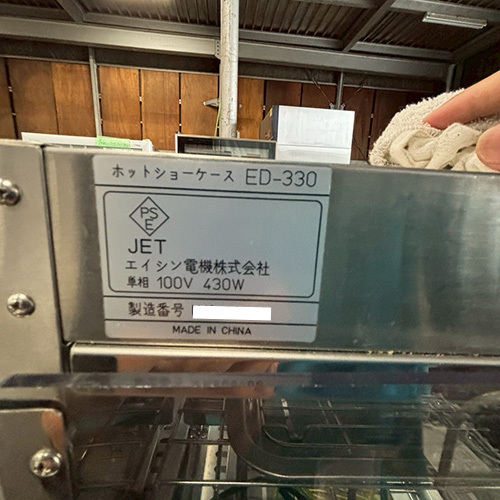 ホットショーケース ED-330
PS
E
JET
エイシン電機株式会社
単相 100V 430W
製造番号
MADE IN CHINA